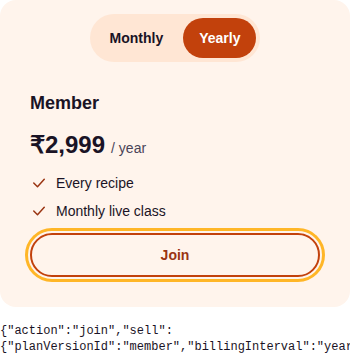 Monthly Yearly
Member
₹2,999 / year
Every recipe
Monthly live class
Join
{"action":"join","sell":
{"planVersionId":"member","billingInterval":"year